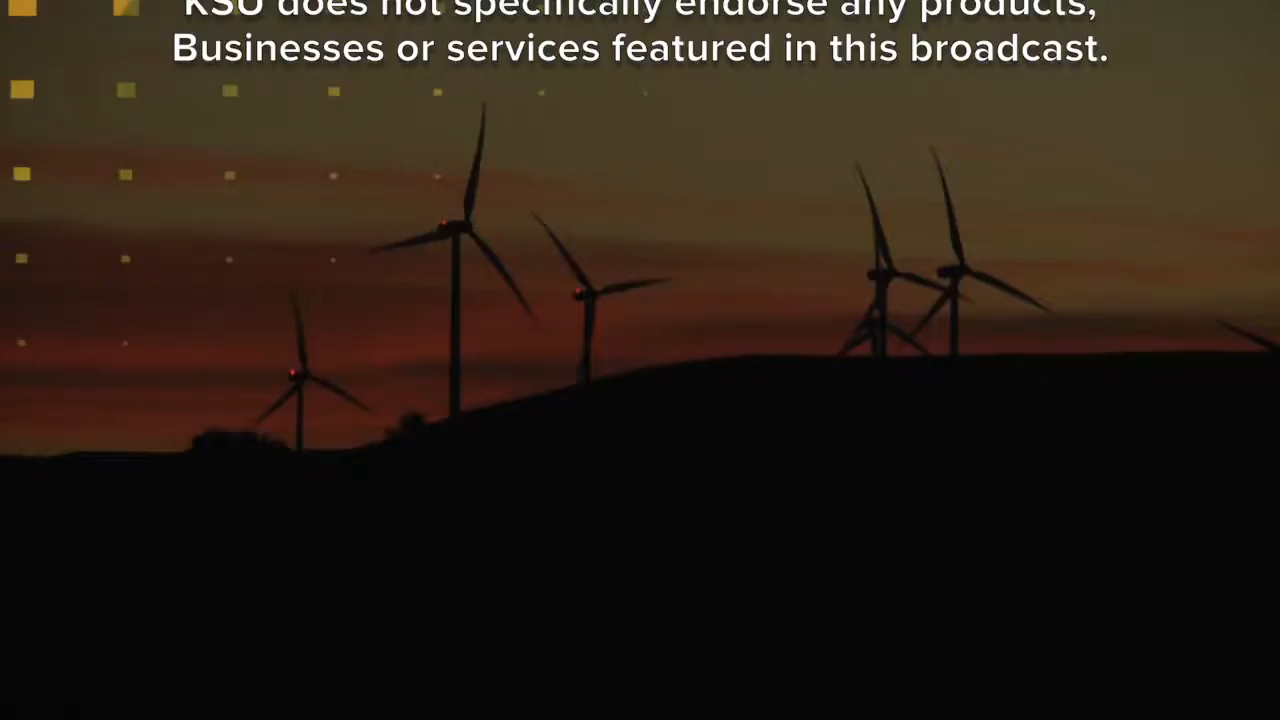 KSU does not specifically endorse any products,
Businesses or services featured in this broadcast.